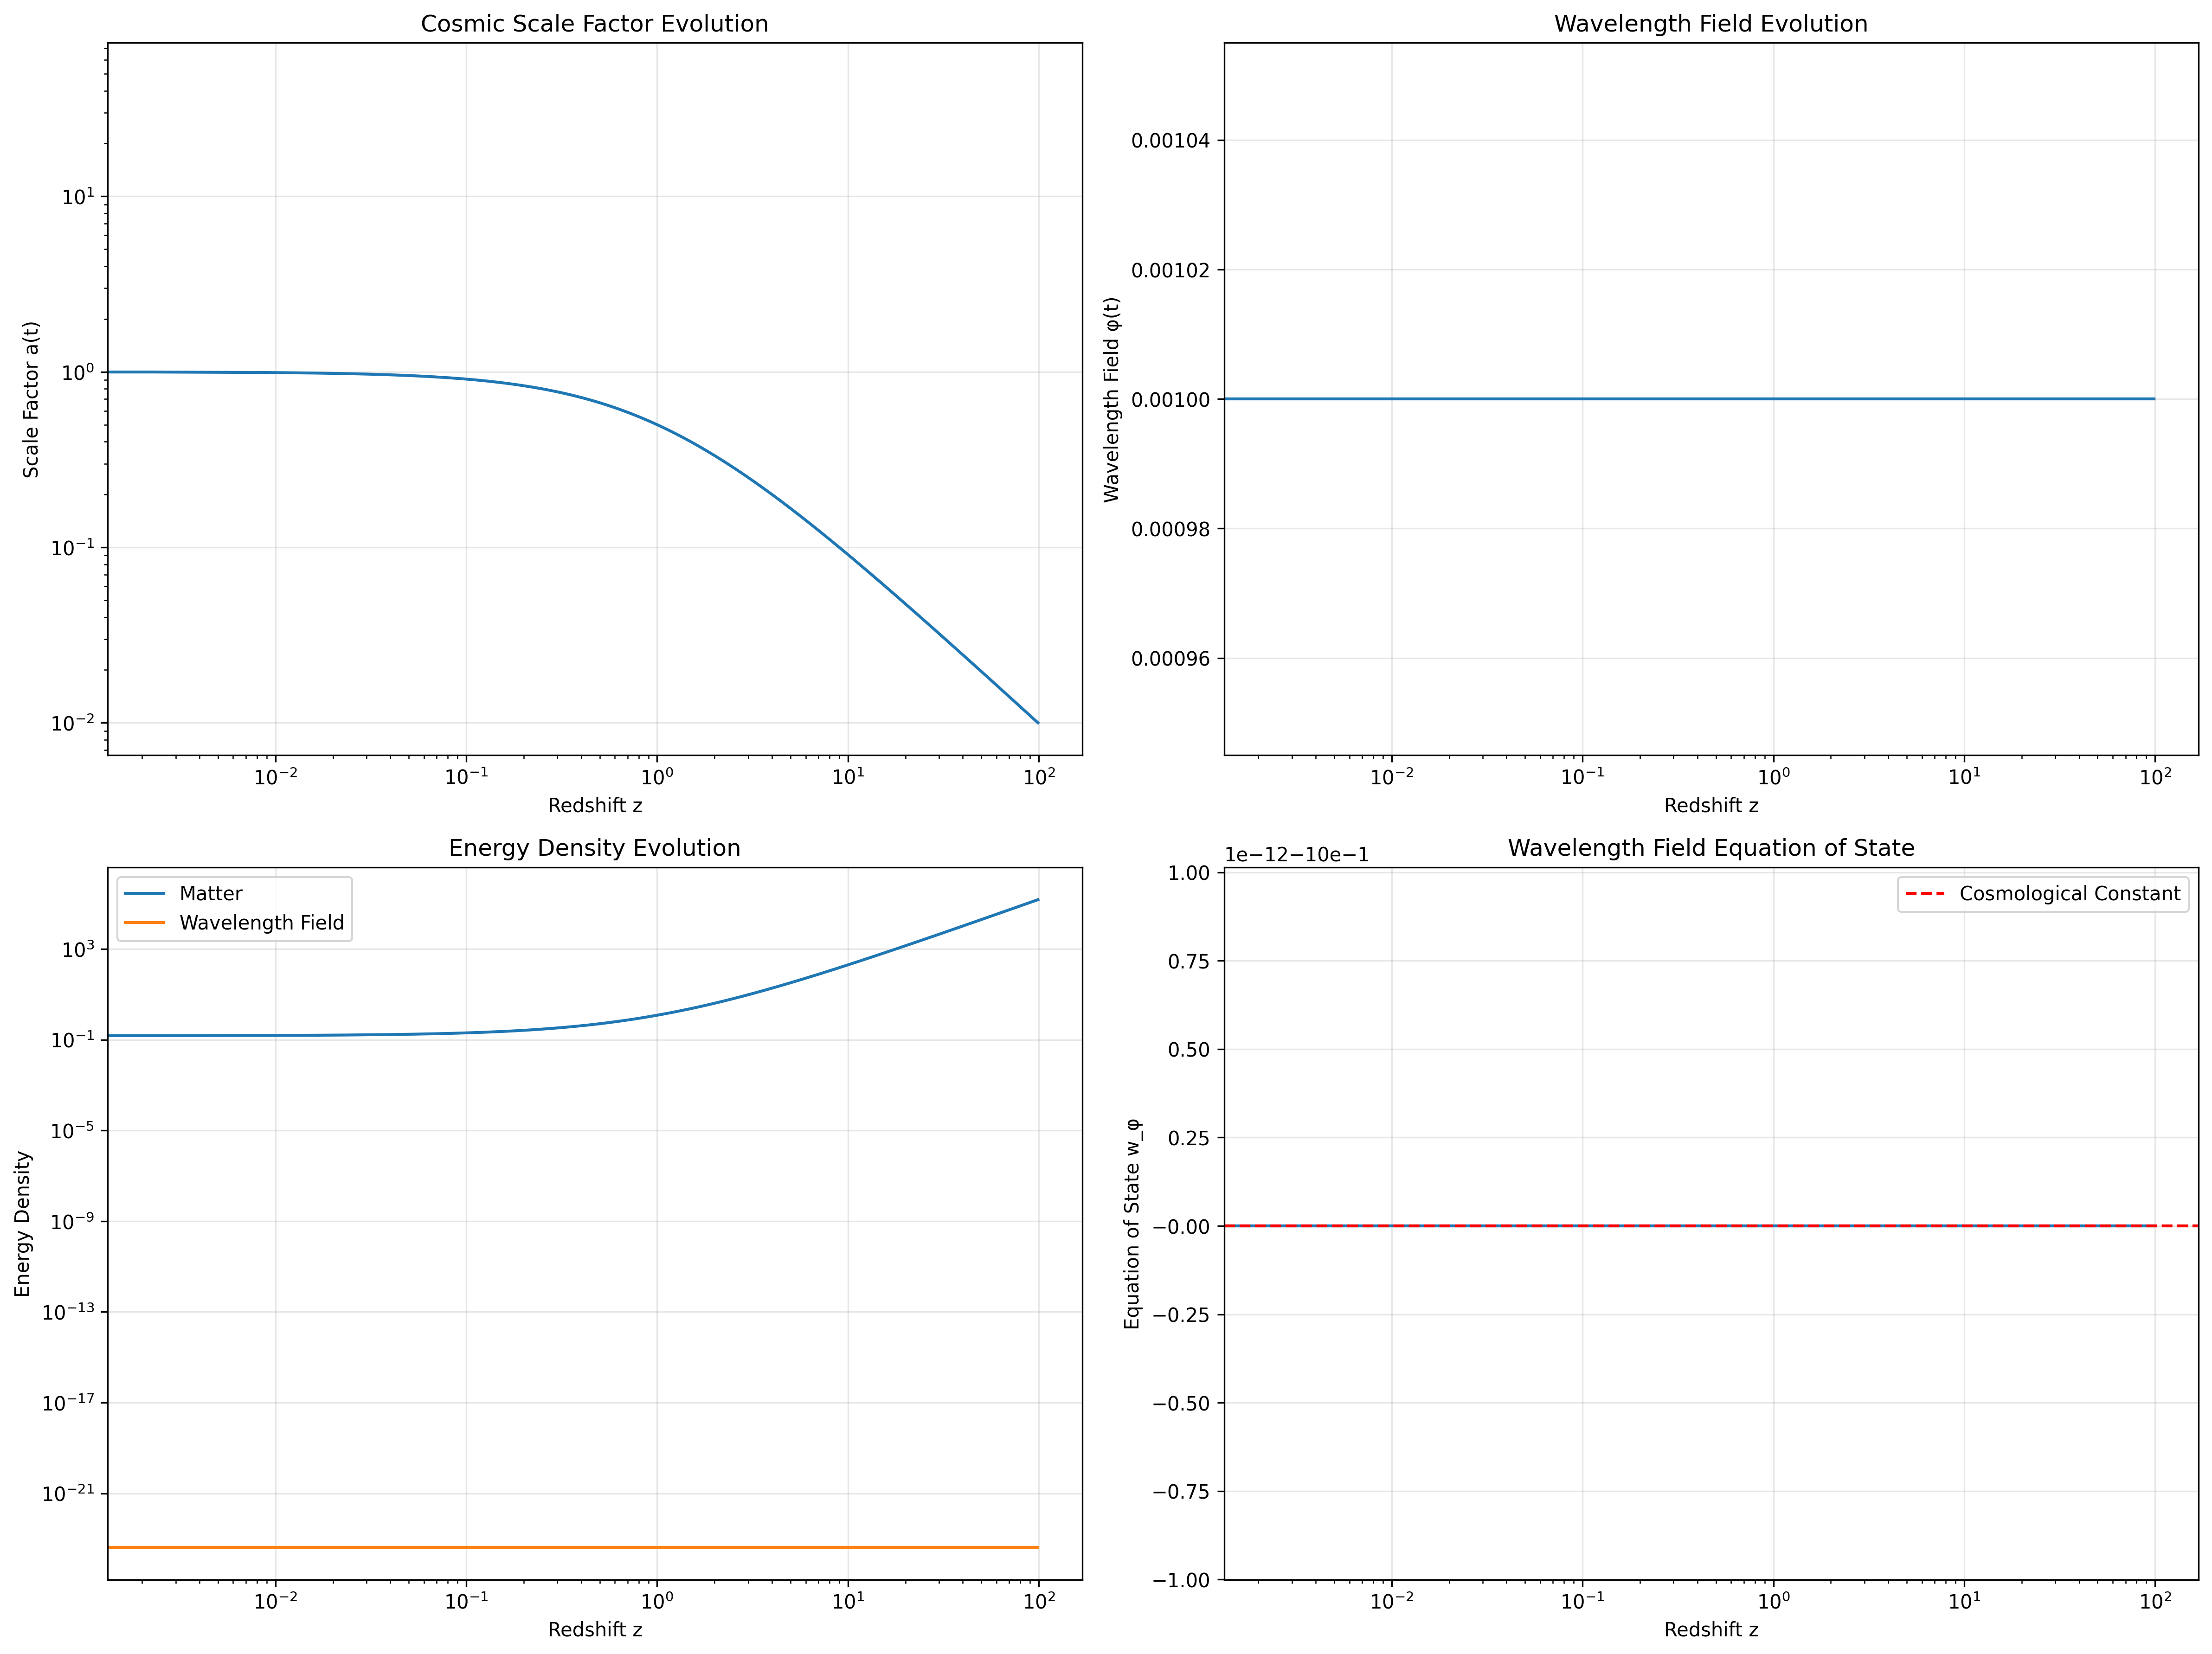 Cosmic Scale Factor Evolution
Scale Factor a(t)
10¹
10⁰
10⁻¹
10⁻²
10⁻² 10⁻¹ 10⁰ 10¹ 10²
Redshift z
Wavelength Field Evolution
Wavelength Field φ(t)
0.00104
0.00102
0.00100
0.00098
0.00096
10⁻² 10⁻¹ 10⁰ 10¹ 10²
Redshift z
Energy Density Evolution
Matter
Wavelength Field
Energy Density
10³
10⁻¹
10⁻⁵
10⁻⁹
10⁻¹³
10⁻¹⁷
10⁻²¹
10⁻² 10⁻¹ 10⁰ 10¹ 10²
Redshift z
Wavelength Field Equation of State
1e−12−10e−1
Cosmological Constant
Equation of State w_φ
1.00
0.75
0.50
0.25
−0.00
−0.25
−0.50
−0.75
−1.00
10⁻² 10⁻¹ 10⁰ 10¹ 10²
Redshift z